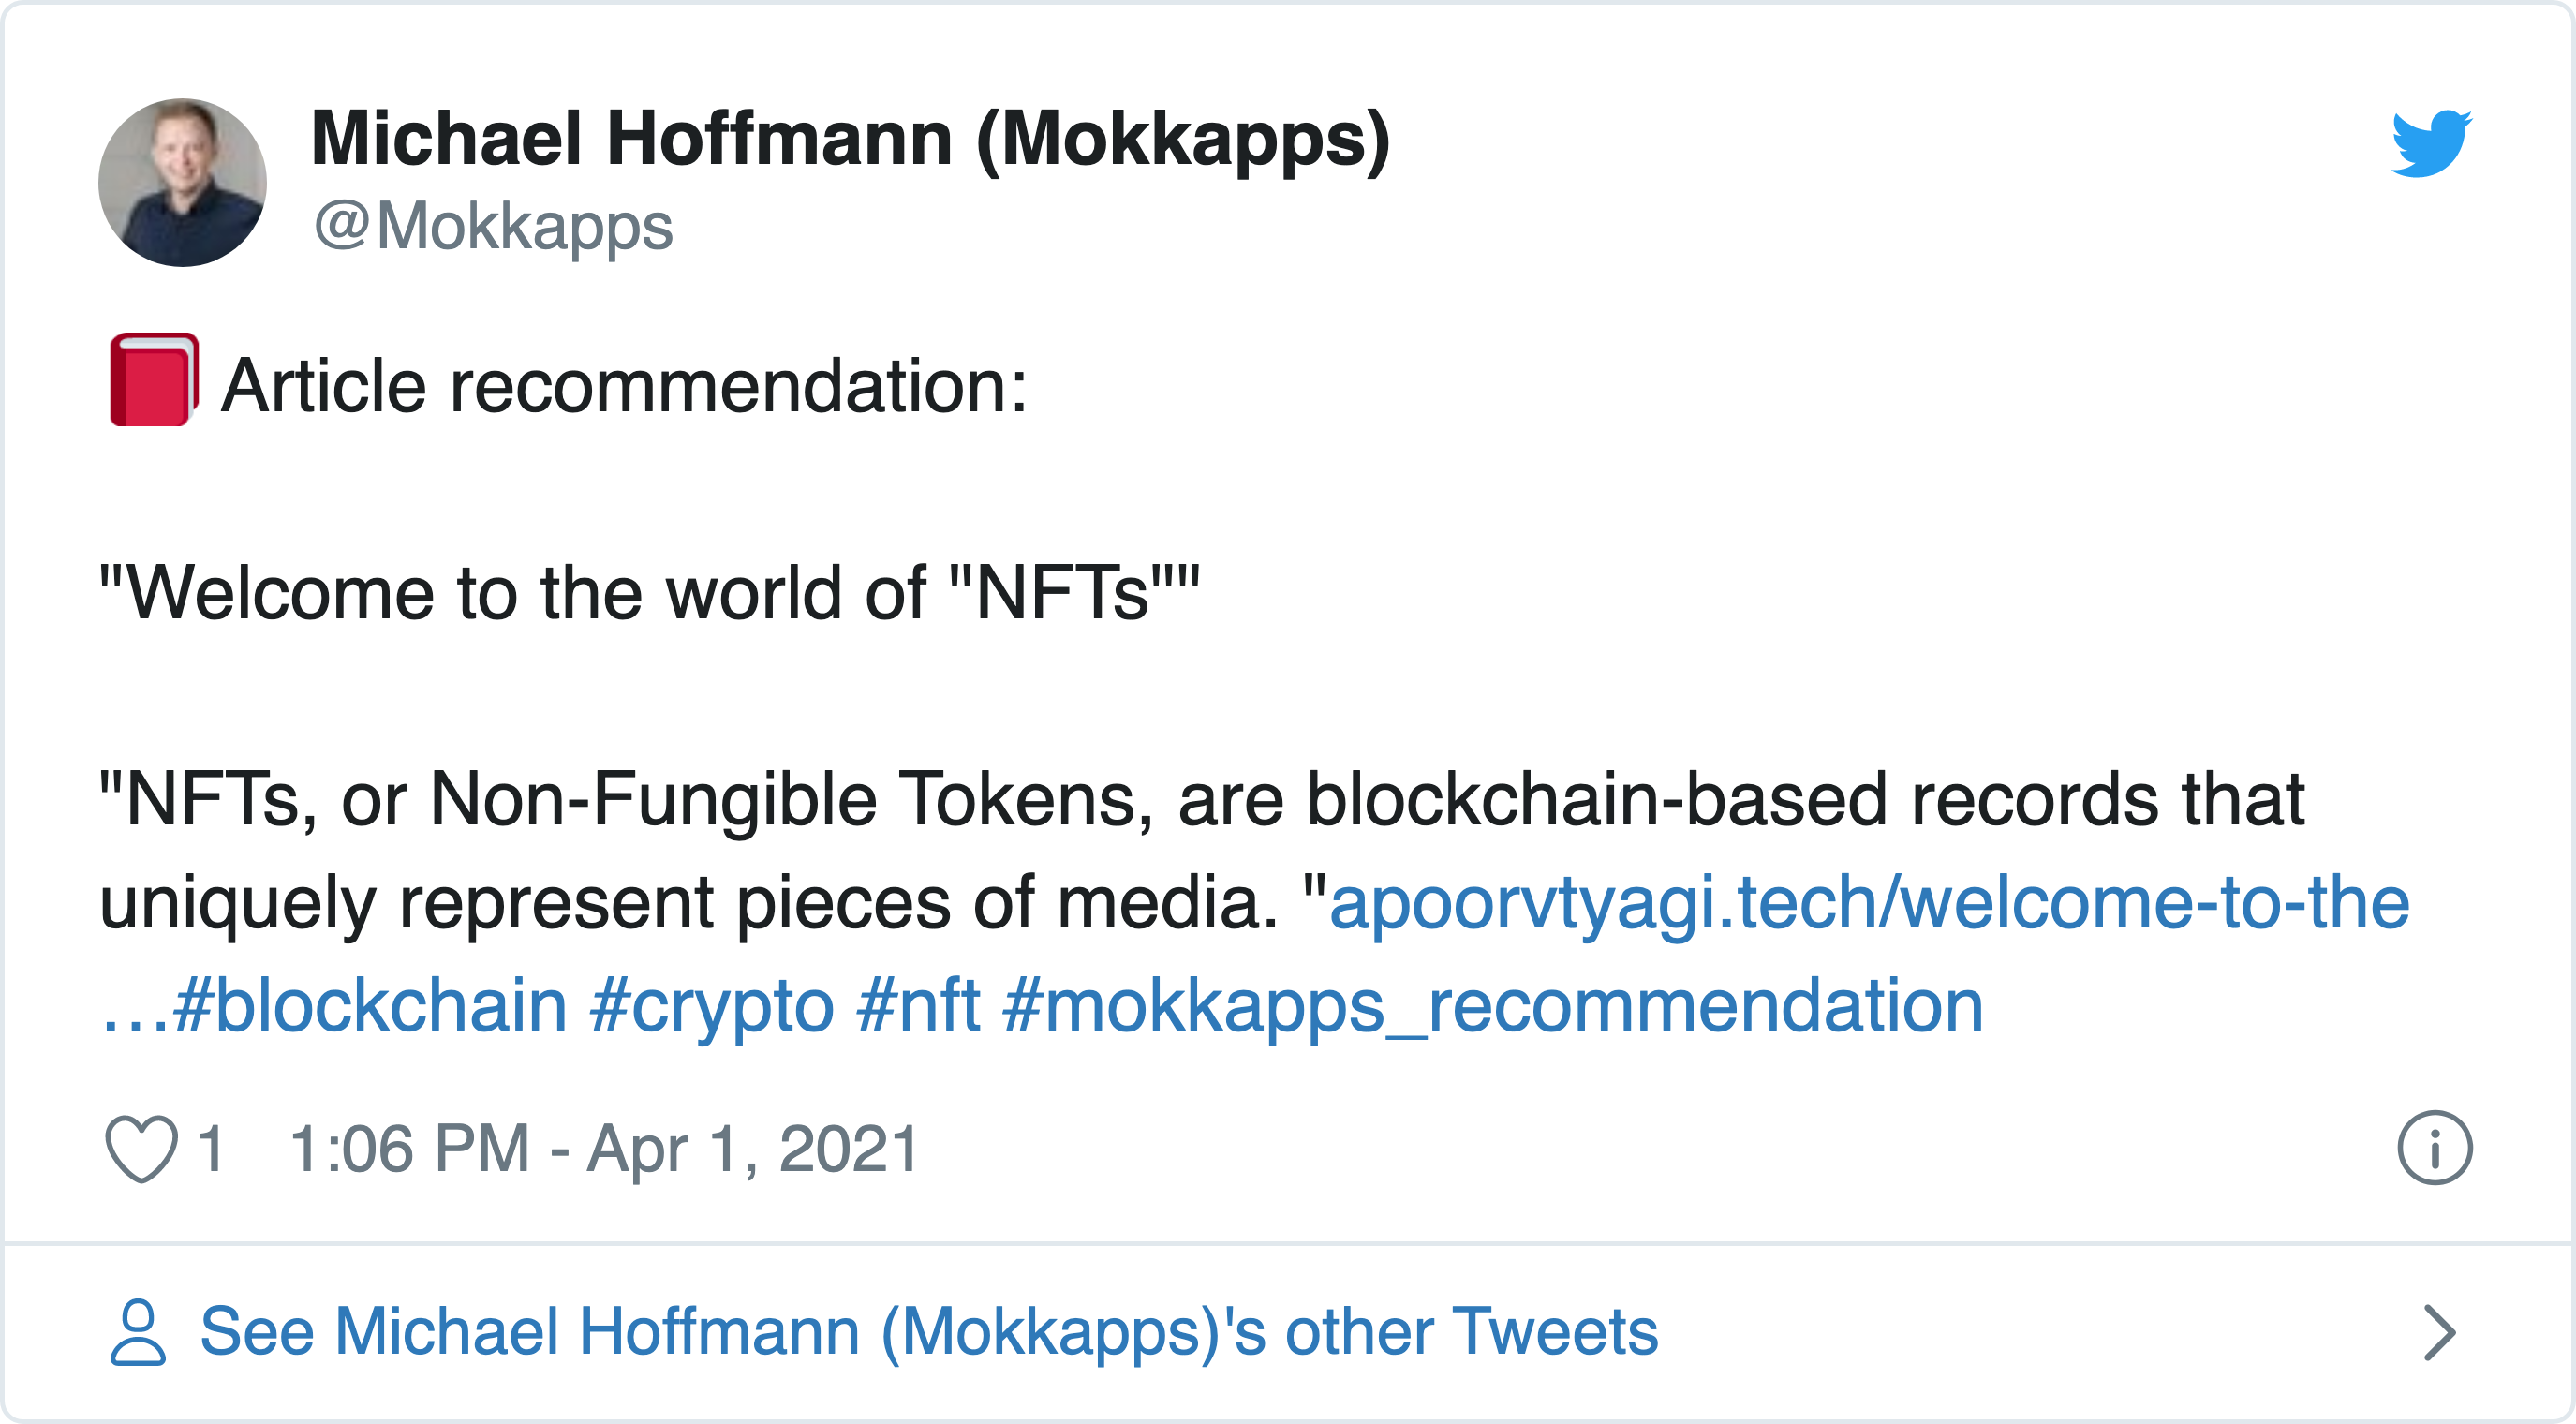 Michael Hoffmann (Mokkapps)
@Mokkapps
Article recommendation:
"Welcome to the world of "NFTs""
"NFTs, or Non-Fungible Tokens, are blockchain-based records that
uniquely represent pieces of media. "apoorvtyagi.tech/welcome-to-the
…#blockchain #crypto #nft #mokkapps_recommendation
1 1:06 PM - Apr 1, 2021
See Michael Hoffmann (Mokkapps)'s other Tweets